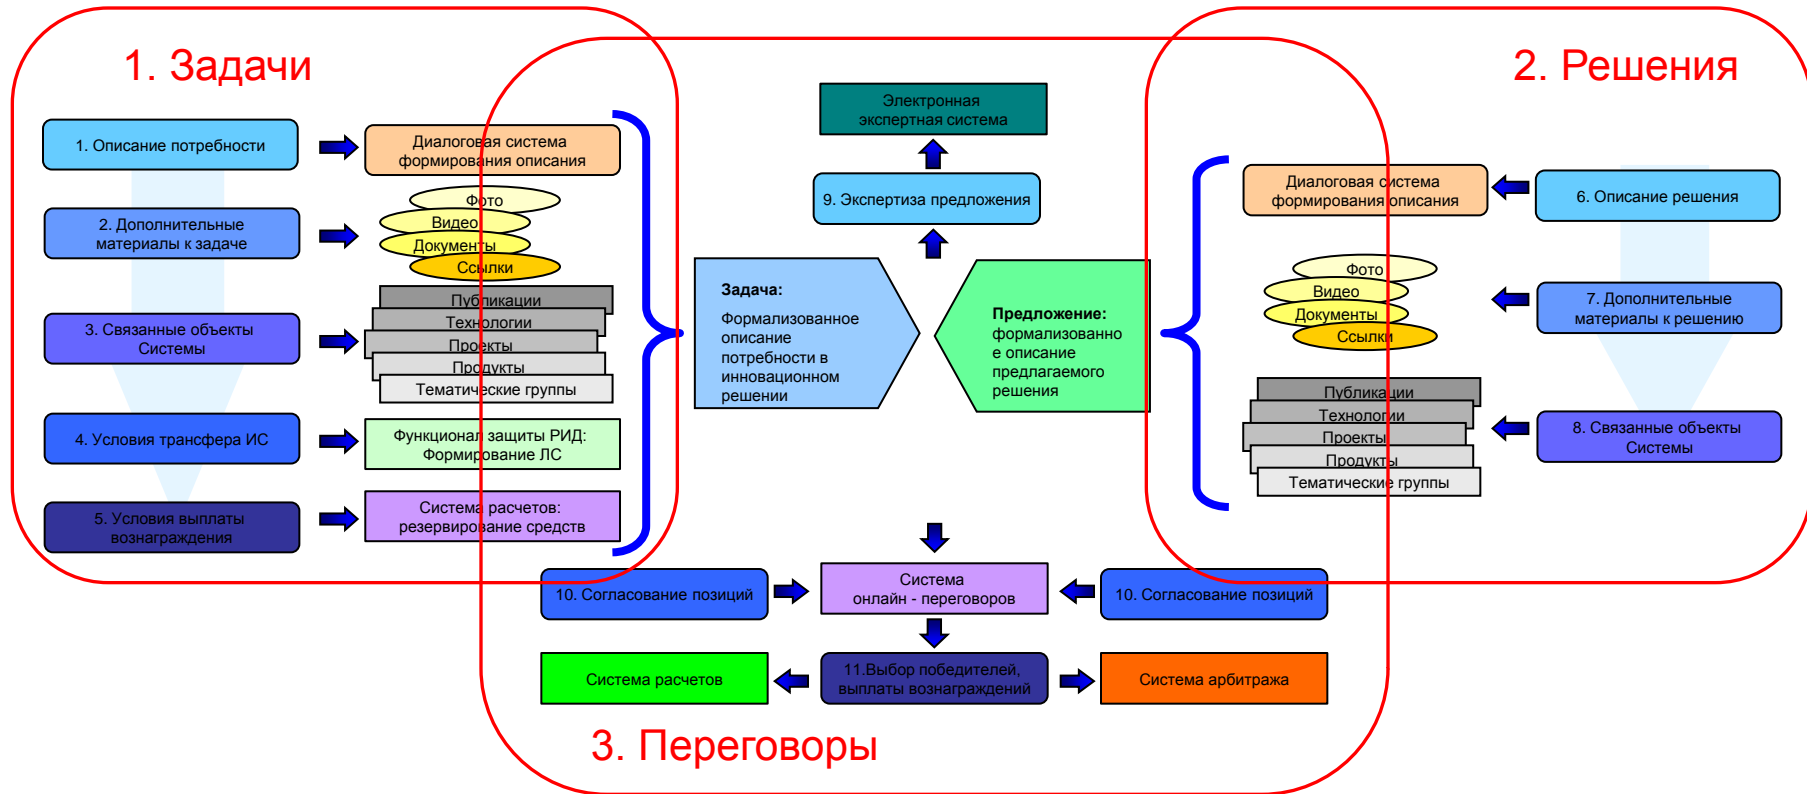 1. Задачи
1. Описание потребности
Диалоговая система
формирования описания
2. Дополнительные
материалы к задаче
Фото
Видео
Документы
Ссылки
3. Связанные объекты
Системы
Публикации
Технологии
Проекты
Продукты
Тематические группы
4. Условия трансфера ИС
Функционал защиты РИД:
Формирование ЛС
5. Условия выплаты
вознаграждения
Система расчетов:
резервирование средств
Электронная
экспертная система
9. Экспертиза предложения
Задача:
Формализованное
описание
потребности в
инновационном
решении
Предложение:
формализованно
е описание
предлагаемого
решения
2. Решения
Диалоговая система
формирования описания
6. Описание решения
Фото
Видео
Документы
Ссылки
7. Дополнительные
материалы к решению
Публикации
Технологии
Проекты
Продукты
Тематические группы
8. Связанные объекты
Системы
10. Согласование позиций
Система
онлайн - переговоров
10. Согласование позиций
Система расчетов
11.Выбор победителей,
выплаты вознаграждений
Система арбитража
3. Переговоры